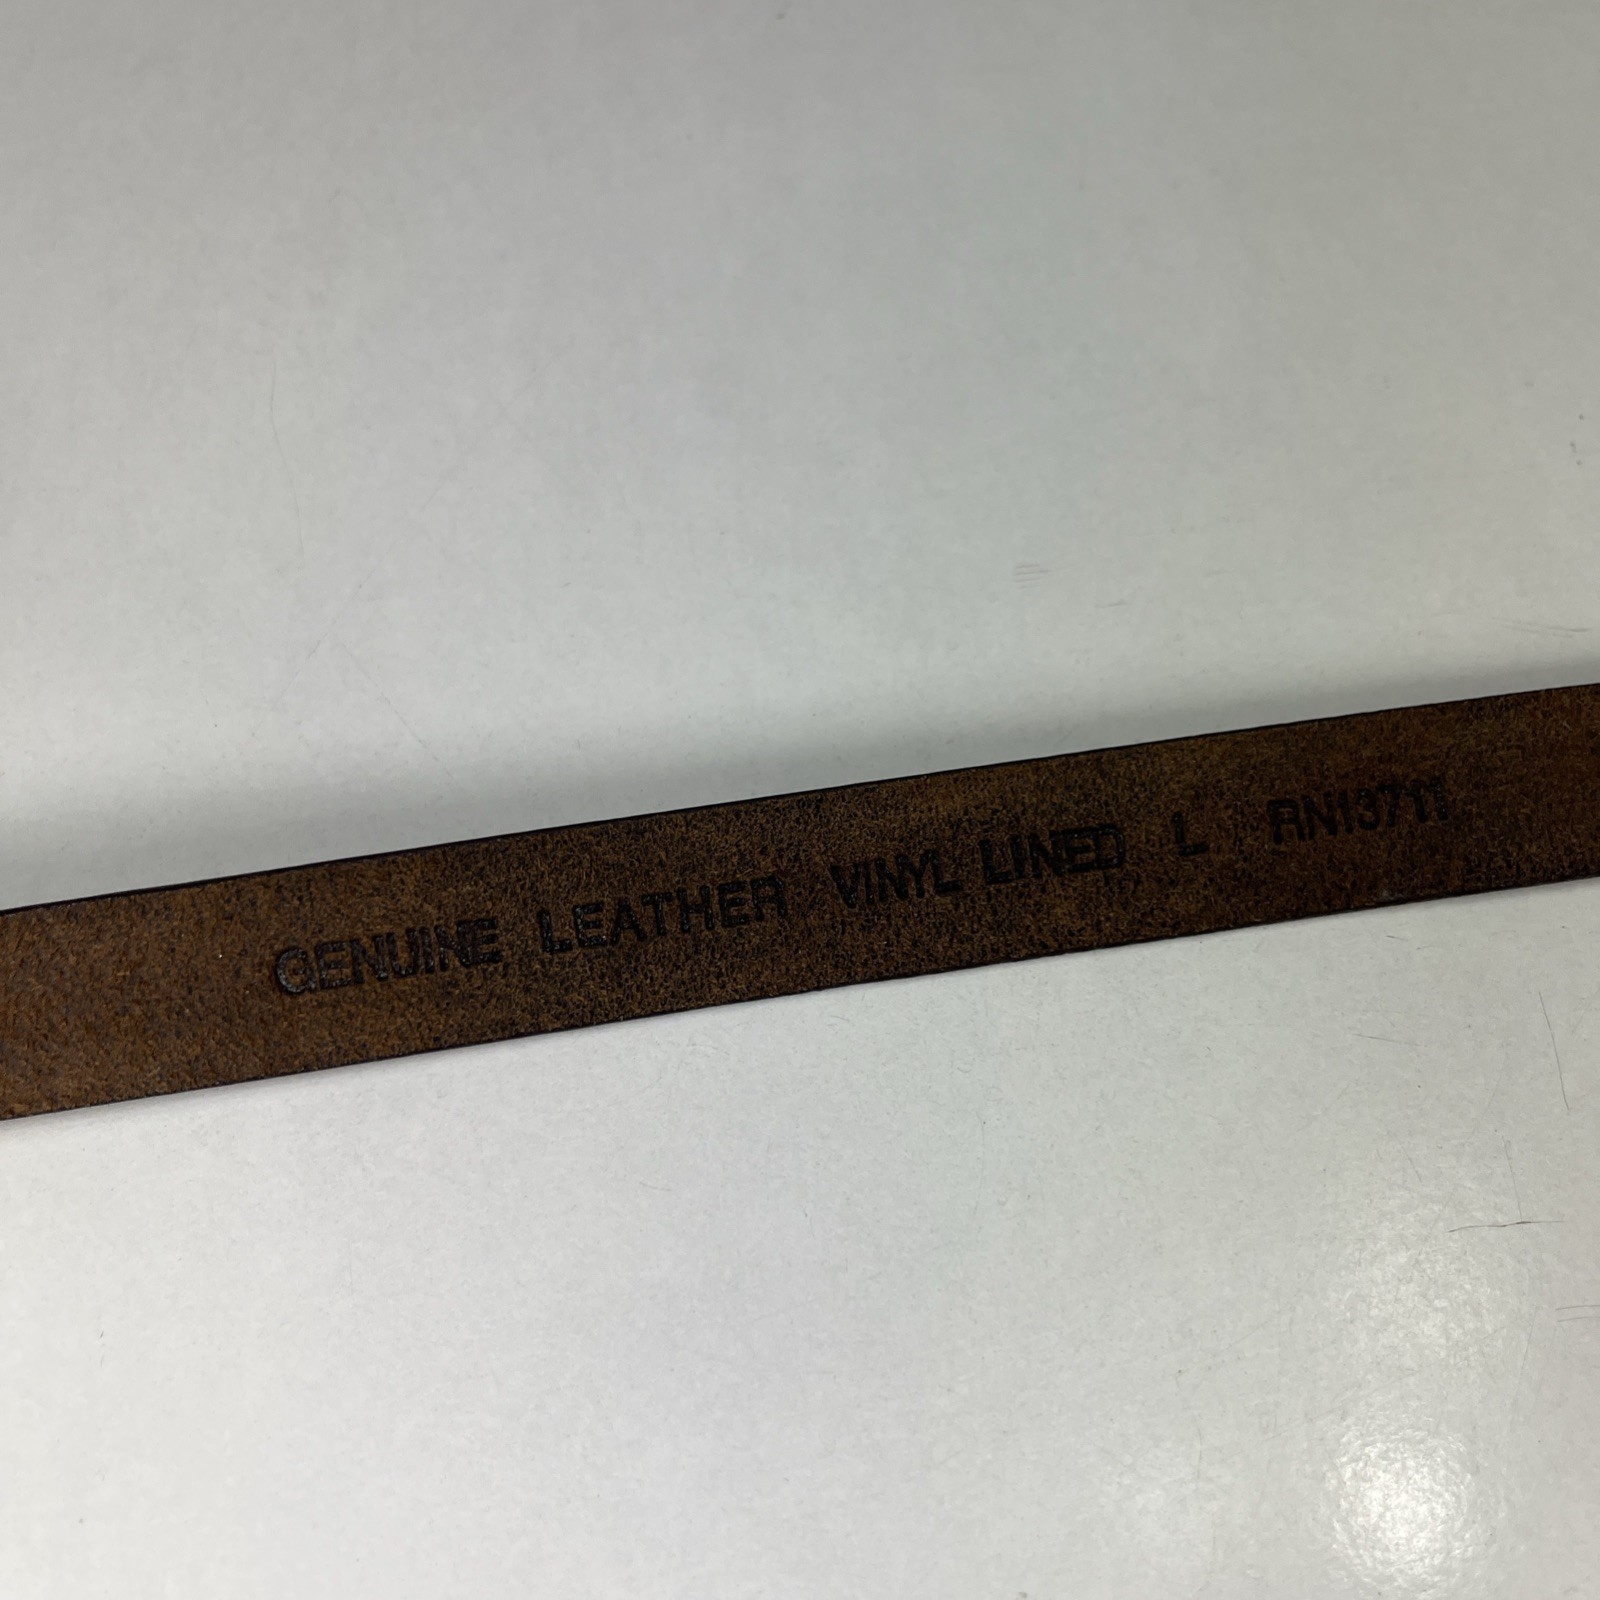 GENUINE LEATHER VINYL LINED L RN13711